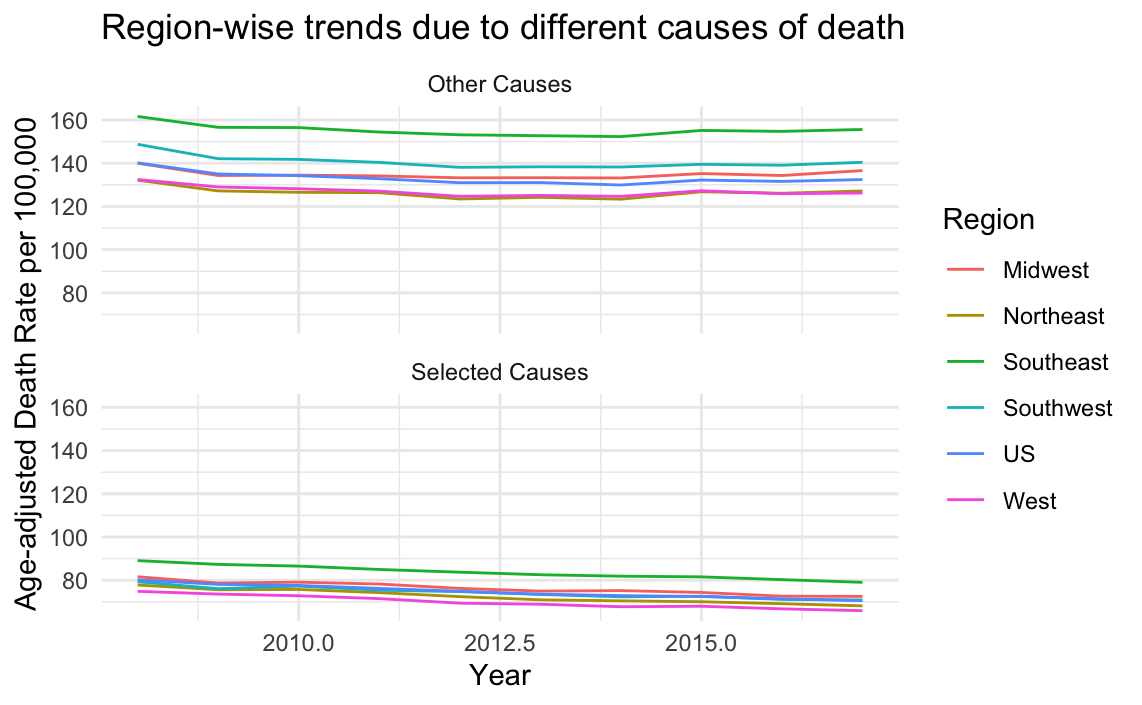 Region-wise trends due to different causes of death
Other Causes
160
140
120
100
80
Selected Causes
160
140
120
100
80
2010.0
2012.5
2015.0
Year
Age-adjusted Death Rate per 100,000
Region
Midwest
Northeast
Southeast
Southwest
US
West